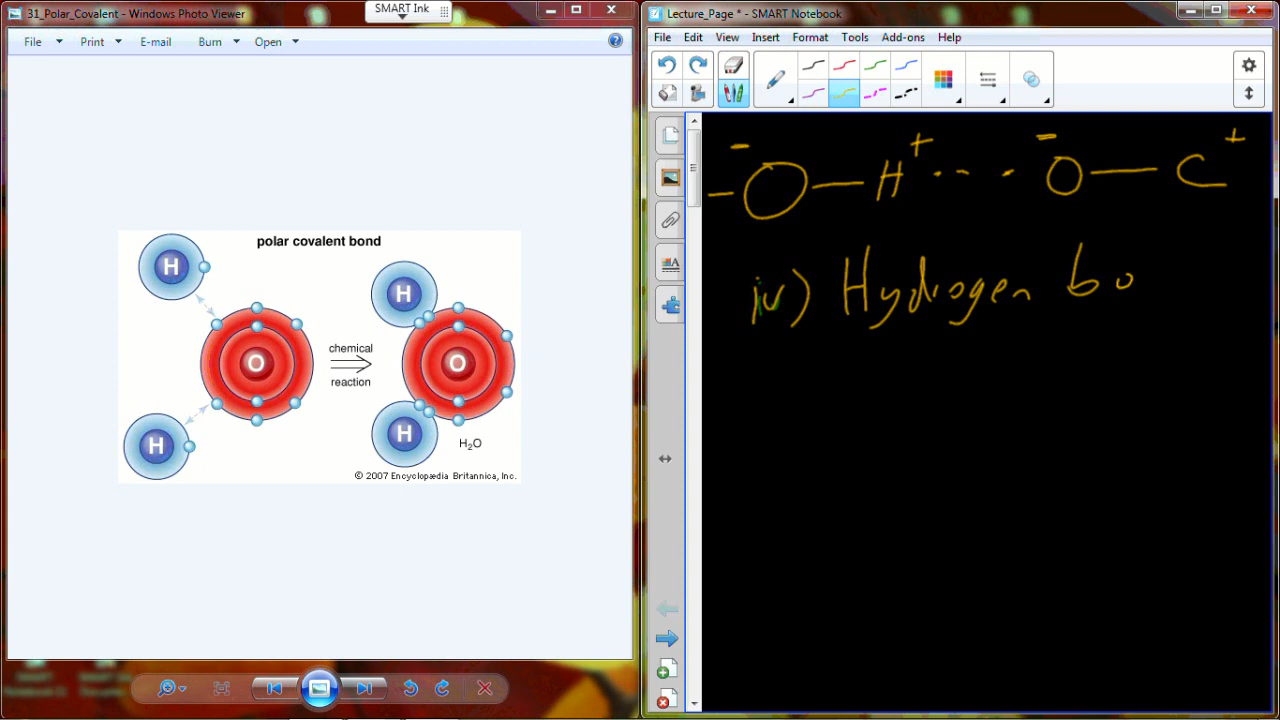 31_Polar_Covalent - Windows Photo Viewer
SMART Ink
File Print E-mail Burn Open
polar covalent bond
H
H
O
H
H
O
chemical
reaction
H₂O
© 2007 Encyclopædia Britannica, Inc.
Lecture_Page * - SMART Notebook
File Edit View Insert Format Tools Add-ons Help
- O - H + ... - O - C +
iv) Hydrogen bo